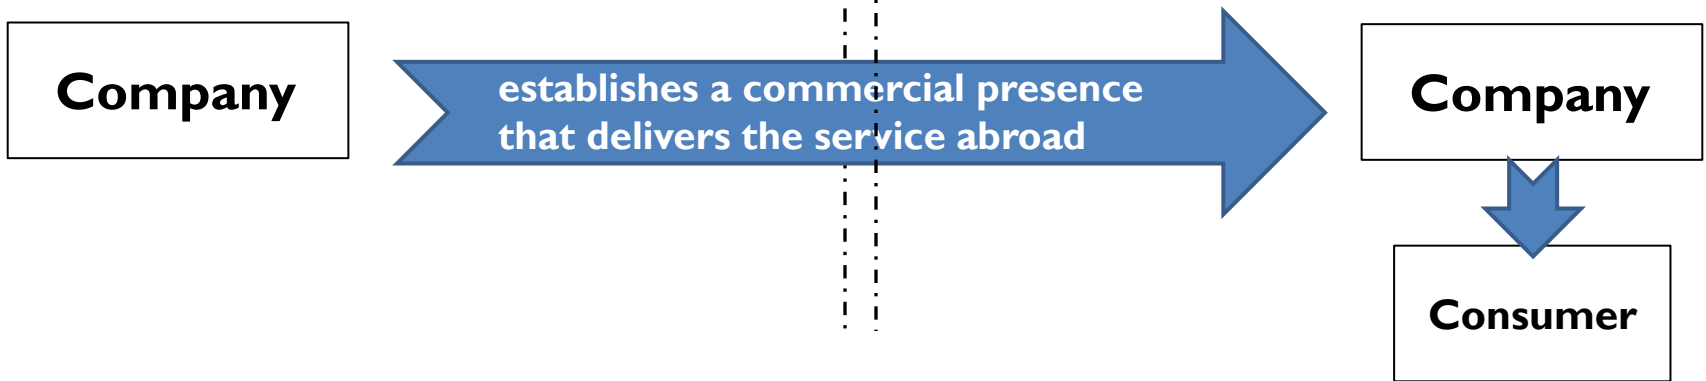 Company
establishes a commercial presence
that delivers the service abroad
Company
Consumer